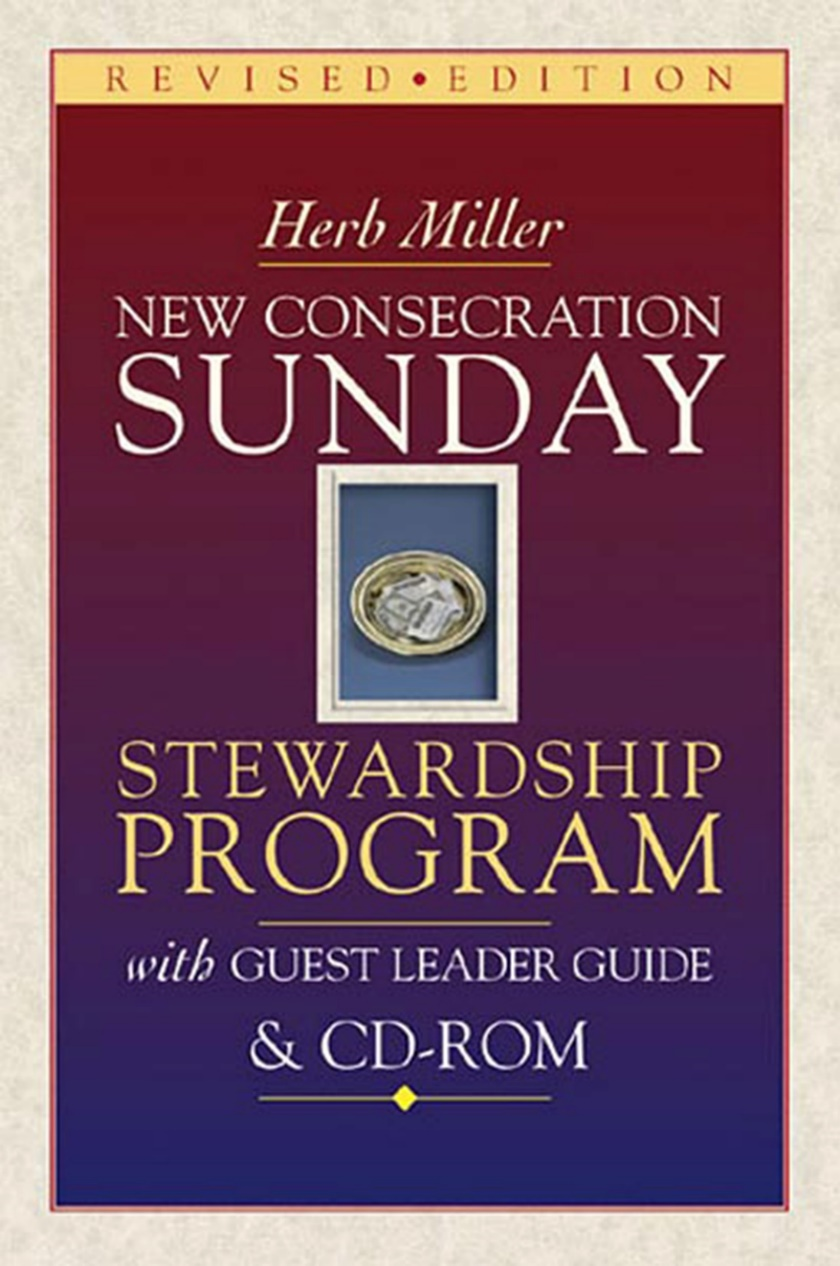 REVISED•EDITION
Herb Miller
NEW CONSECRATION
SUNDAY
STEWARDSHIP
PROGRAM
with GUEST LEADER GUIDE
& CD-ROM